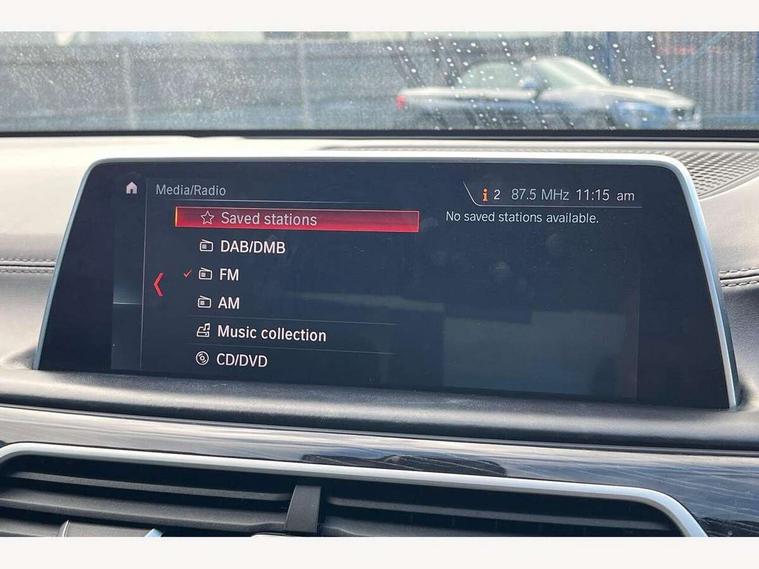 Media/Radio
i 2 87.5 MHz 11:15 am
Saved stations
No saved stations available.
DAB/DMB
FM
AM
Music collection
CD/DVD